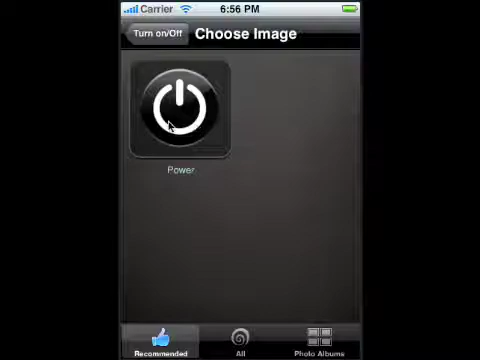 Carrier 6:56 PM
Turn on/Off Choose Image
Power
Recommended All Photo Albums